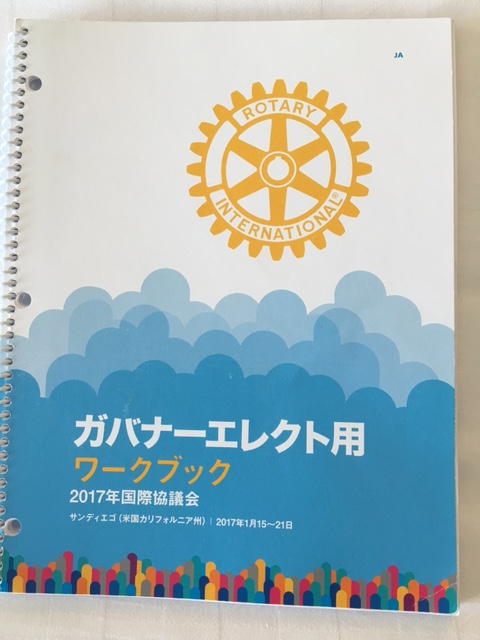 JA
ROTARY
INTERNATIONAL®
ガバナーエレクト用
ワークブック
2017年国際協議会
サンディエゴ（米国カリフォルニア州）｜2017年1月15～21日